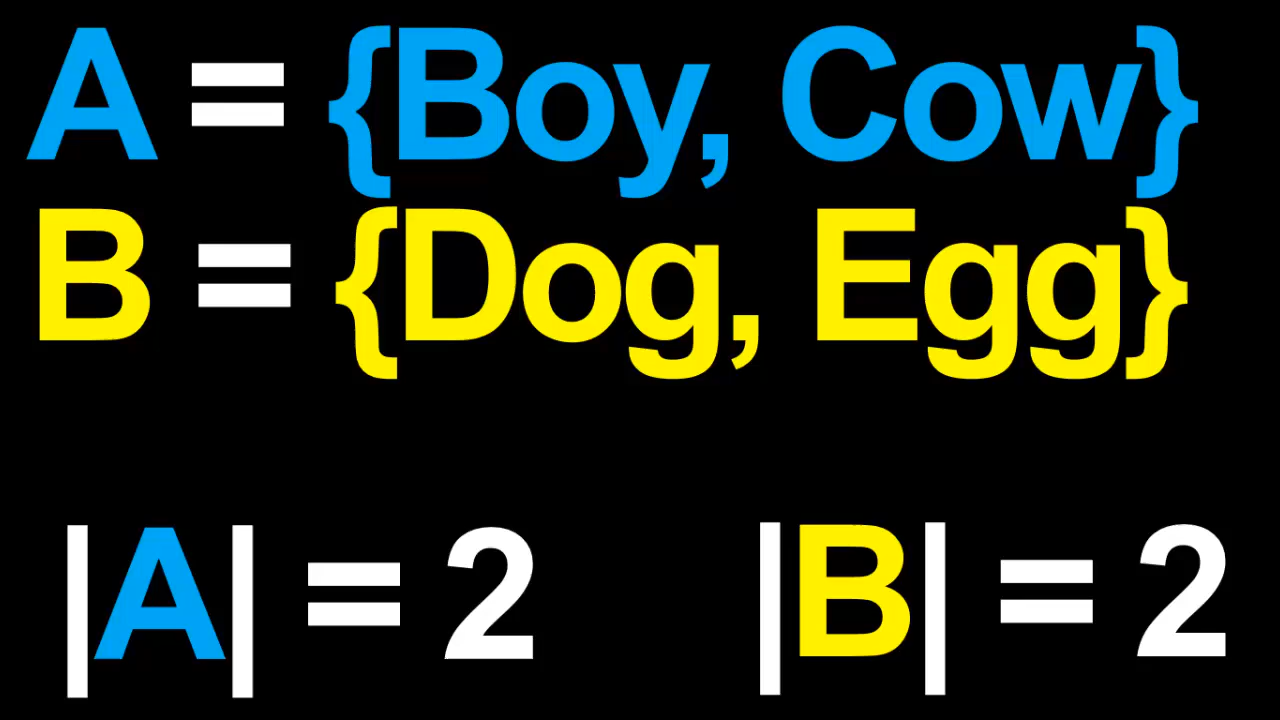 A = {Boy, Cow}
B = {Dog, Egg}
|A| = 2 |B| = 2